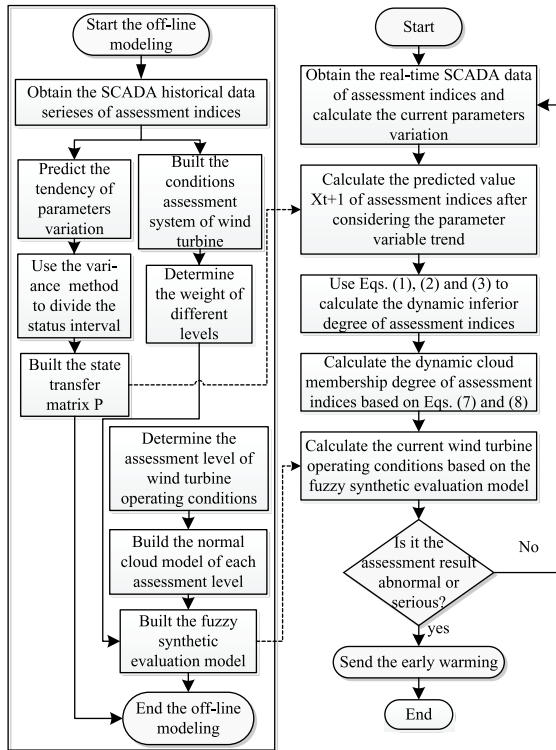 Start the off-line
modeling
Obtain the SCADA historical data
serieses of assessment indices
Predict the
tendency of
parameters
variation
Use the vari-
ance method
to divide the
status interval
Built the state
transfer
matrix P
Built the
conditions
assessment
system of wind
turbine
Determine
the weight of
different
levels
Determine the
assessment level of
wind turbine
operating conditions
Build the normal
cloud model of each
assessment level
Built the fuzzy
synthetic
evaluation model
End the off-line
modeling
Start
Obtain the real-time SCADA data
of assessment indices and
calculate the current parameters
variation
Calculate the predicted value
Xt+1 of assessment indices after
considering the parameter
variable trend
Use Eqs. (1), (2) and (3) to
calculate the dynamic inferior
degree of assessment indices
Calculate the dynamic cloud
membership degree of assessment
indices based on Eqs. (7) and (8)
Calculate the current wind turbine
operating conditions based on the
fuzzy synthetic evaluation model
Is it the
assessment result
abnormal or
serious?
No
yes
Send the early warming
End